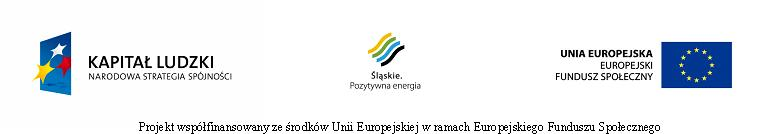 KAPITAŁ LUDZKI
NARODOWA STRATEGIA SPÓJNOŚCI
Śląskie.
Pozytywna energia
UNIA EUROPEJSKA
EUROPEJSKI
FUNDUSZ SPOŁECZNY
Projekt współfinansowany ze środków Unii Europejskiej w ramach Europejskiego Funduszu Społecznego